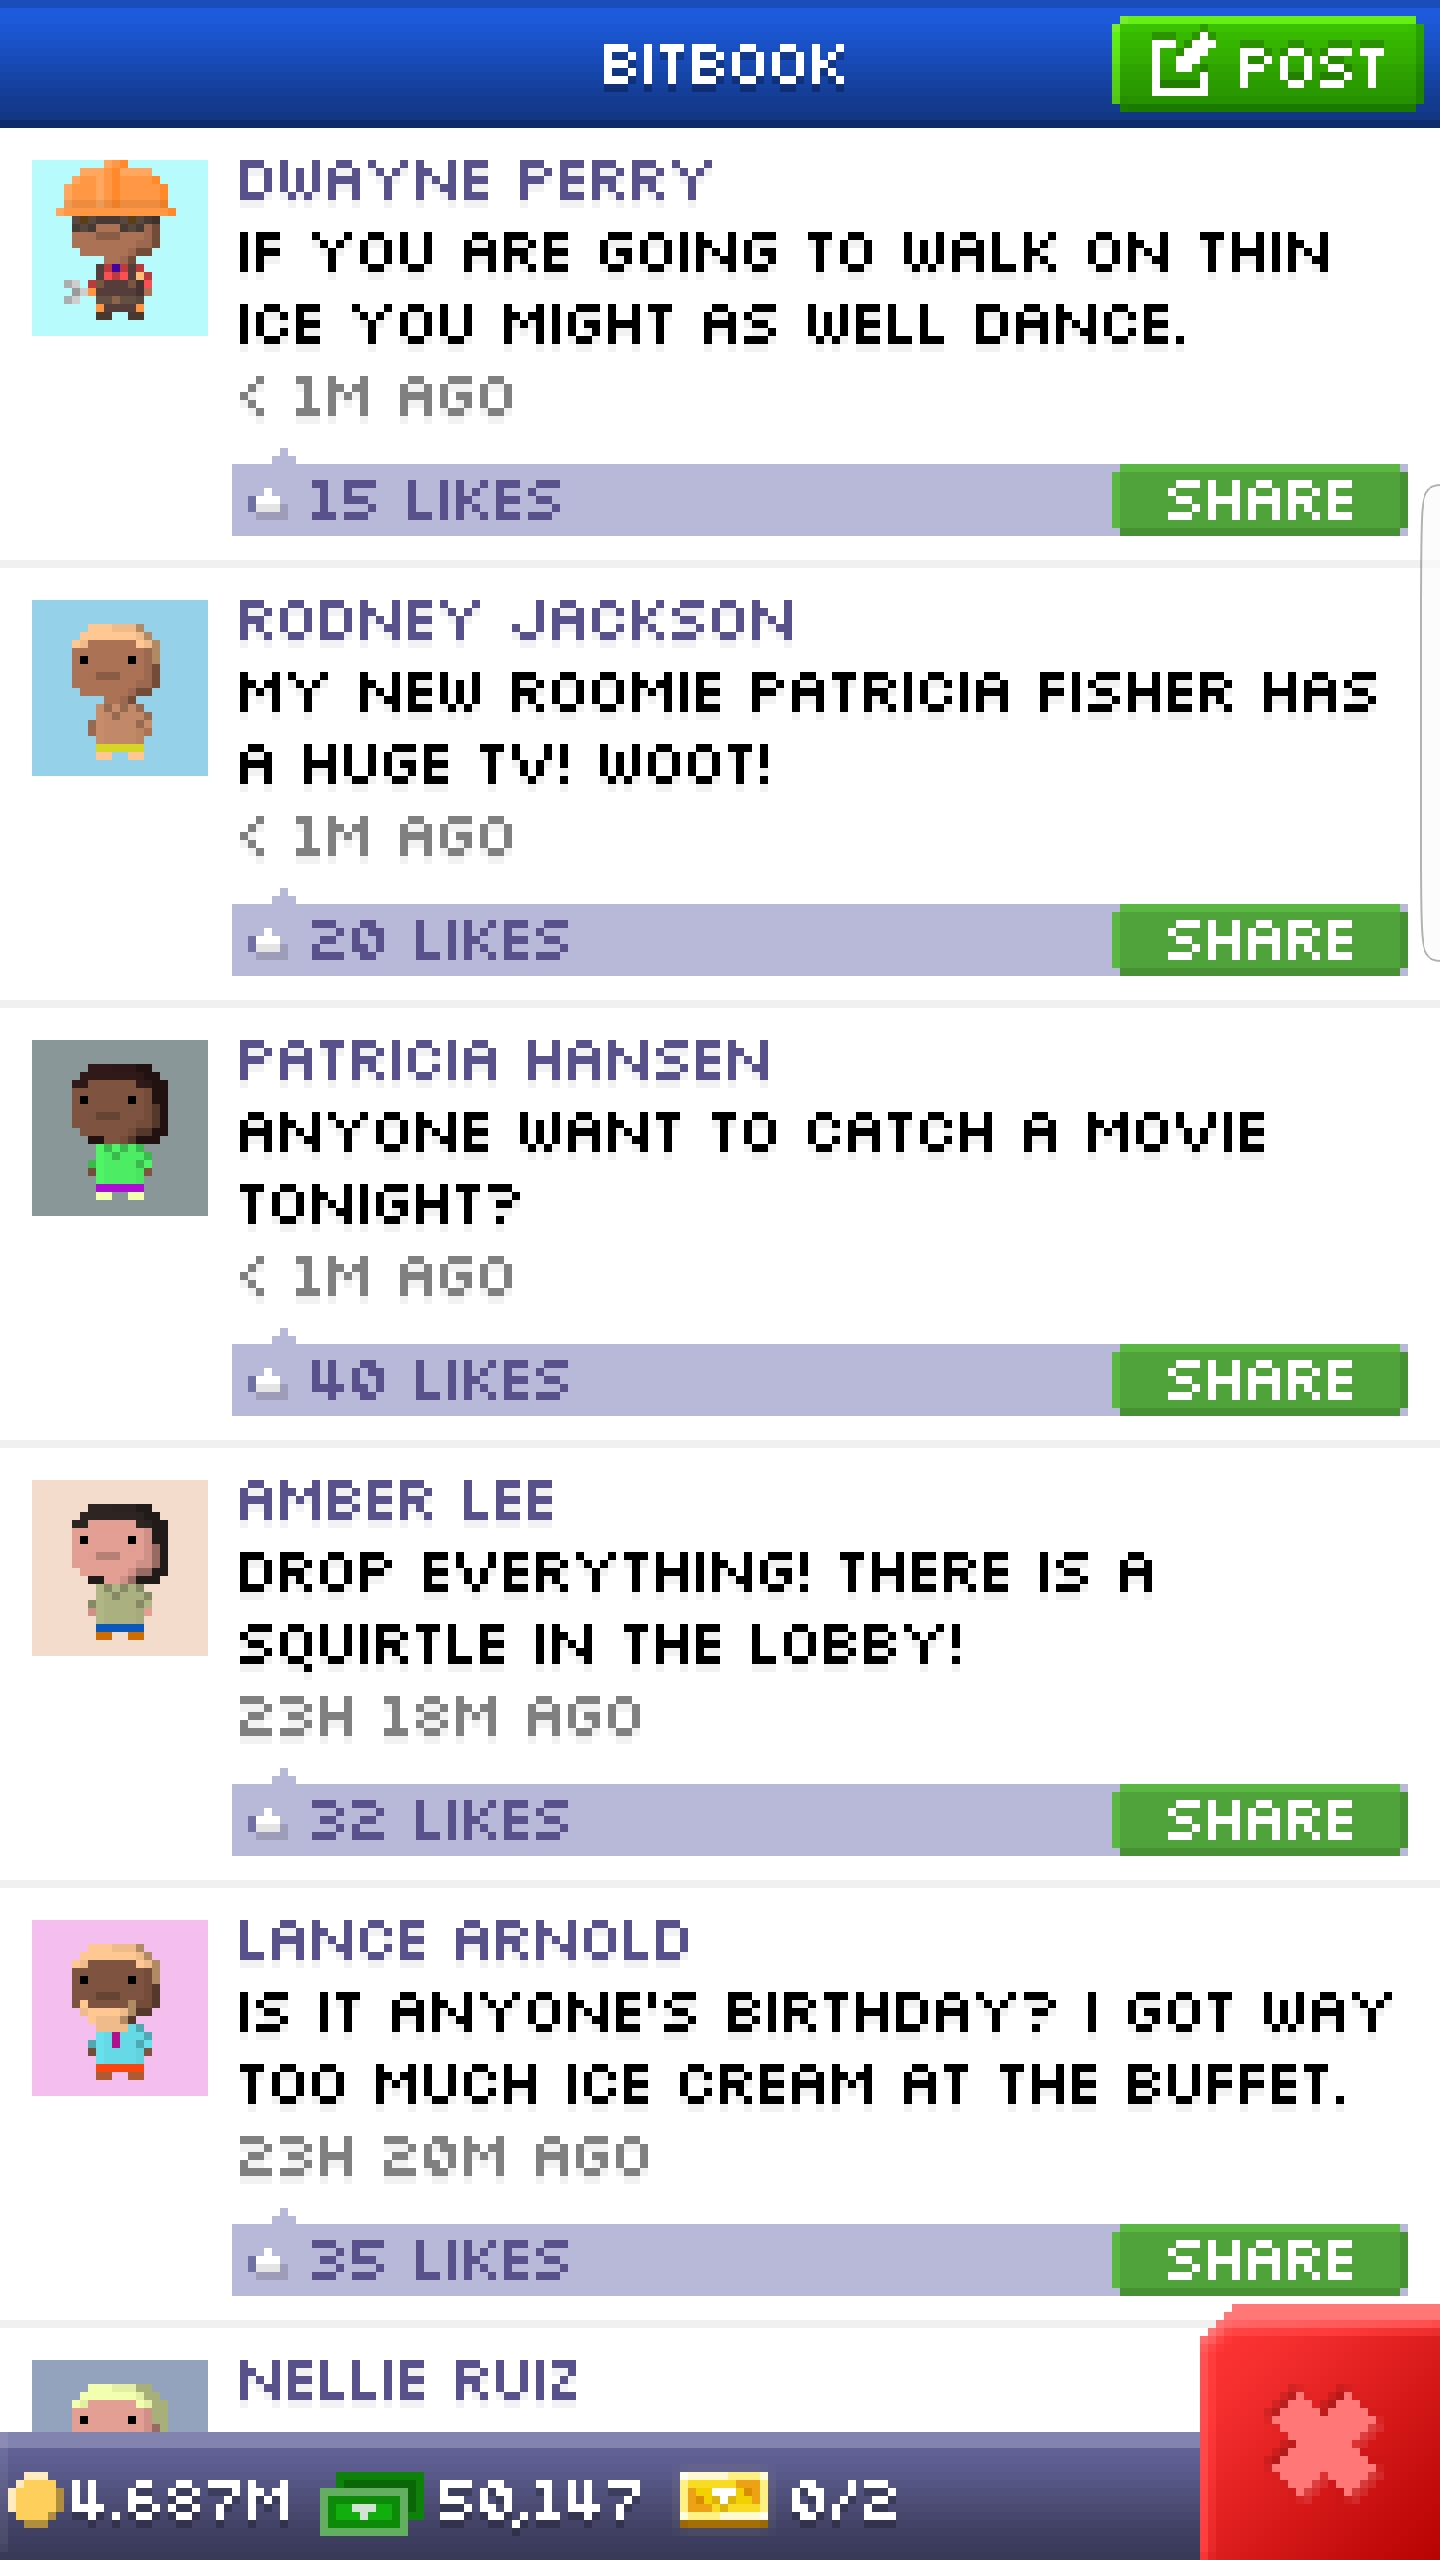 BITBOOK
POST
DWAYNE PERRY
IF YOU ARE GOING TO WALK ON THIN
ICE YOU MIGHT AS WELL DANCE.
< 1M AGO
15 LIKES
SHARE
RODNEY JACKSON
MY NEW ROOMIE PATRICIA FISHER HAS
A HUGE TV! WOOT!
< 1M AGO
20 LIKES
SHARE
PATRICIA HANSEN
ANYONE WANT TO CATCH A MOVIE
TONIGHT?
< 1M AGO
40 LIKES
SHARE
AMBER LEE
DROP EVERYTHING! THERE IS A
SQUIRTLE IN THE LOBBY!
23H 18M AGO
32 LIKES
SHARE
LANCE ARNOLD
IS IT ANYONE'S BIRTHDAY? I GOT WAY
TOO MUCH ICE CREAM AT THE BUFFET.
23H 20M AGO
35 LIKES
SHARE
NELLIE RUIZ
4.687M
50,147
0/2